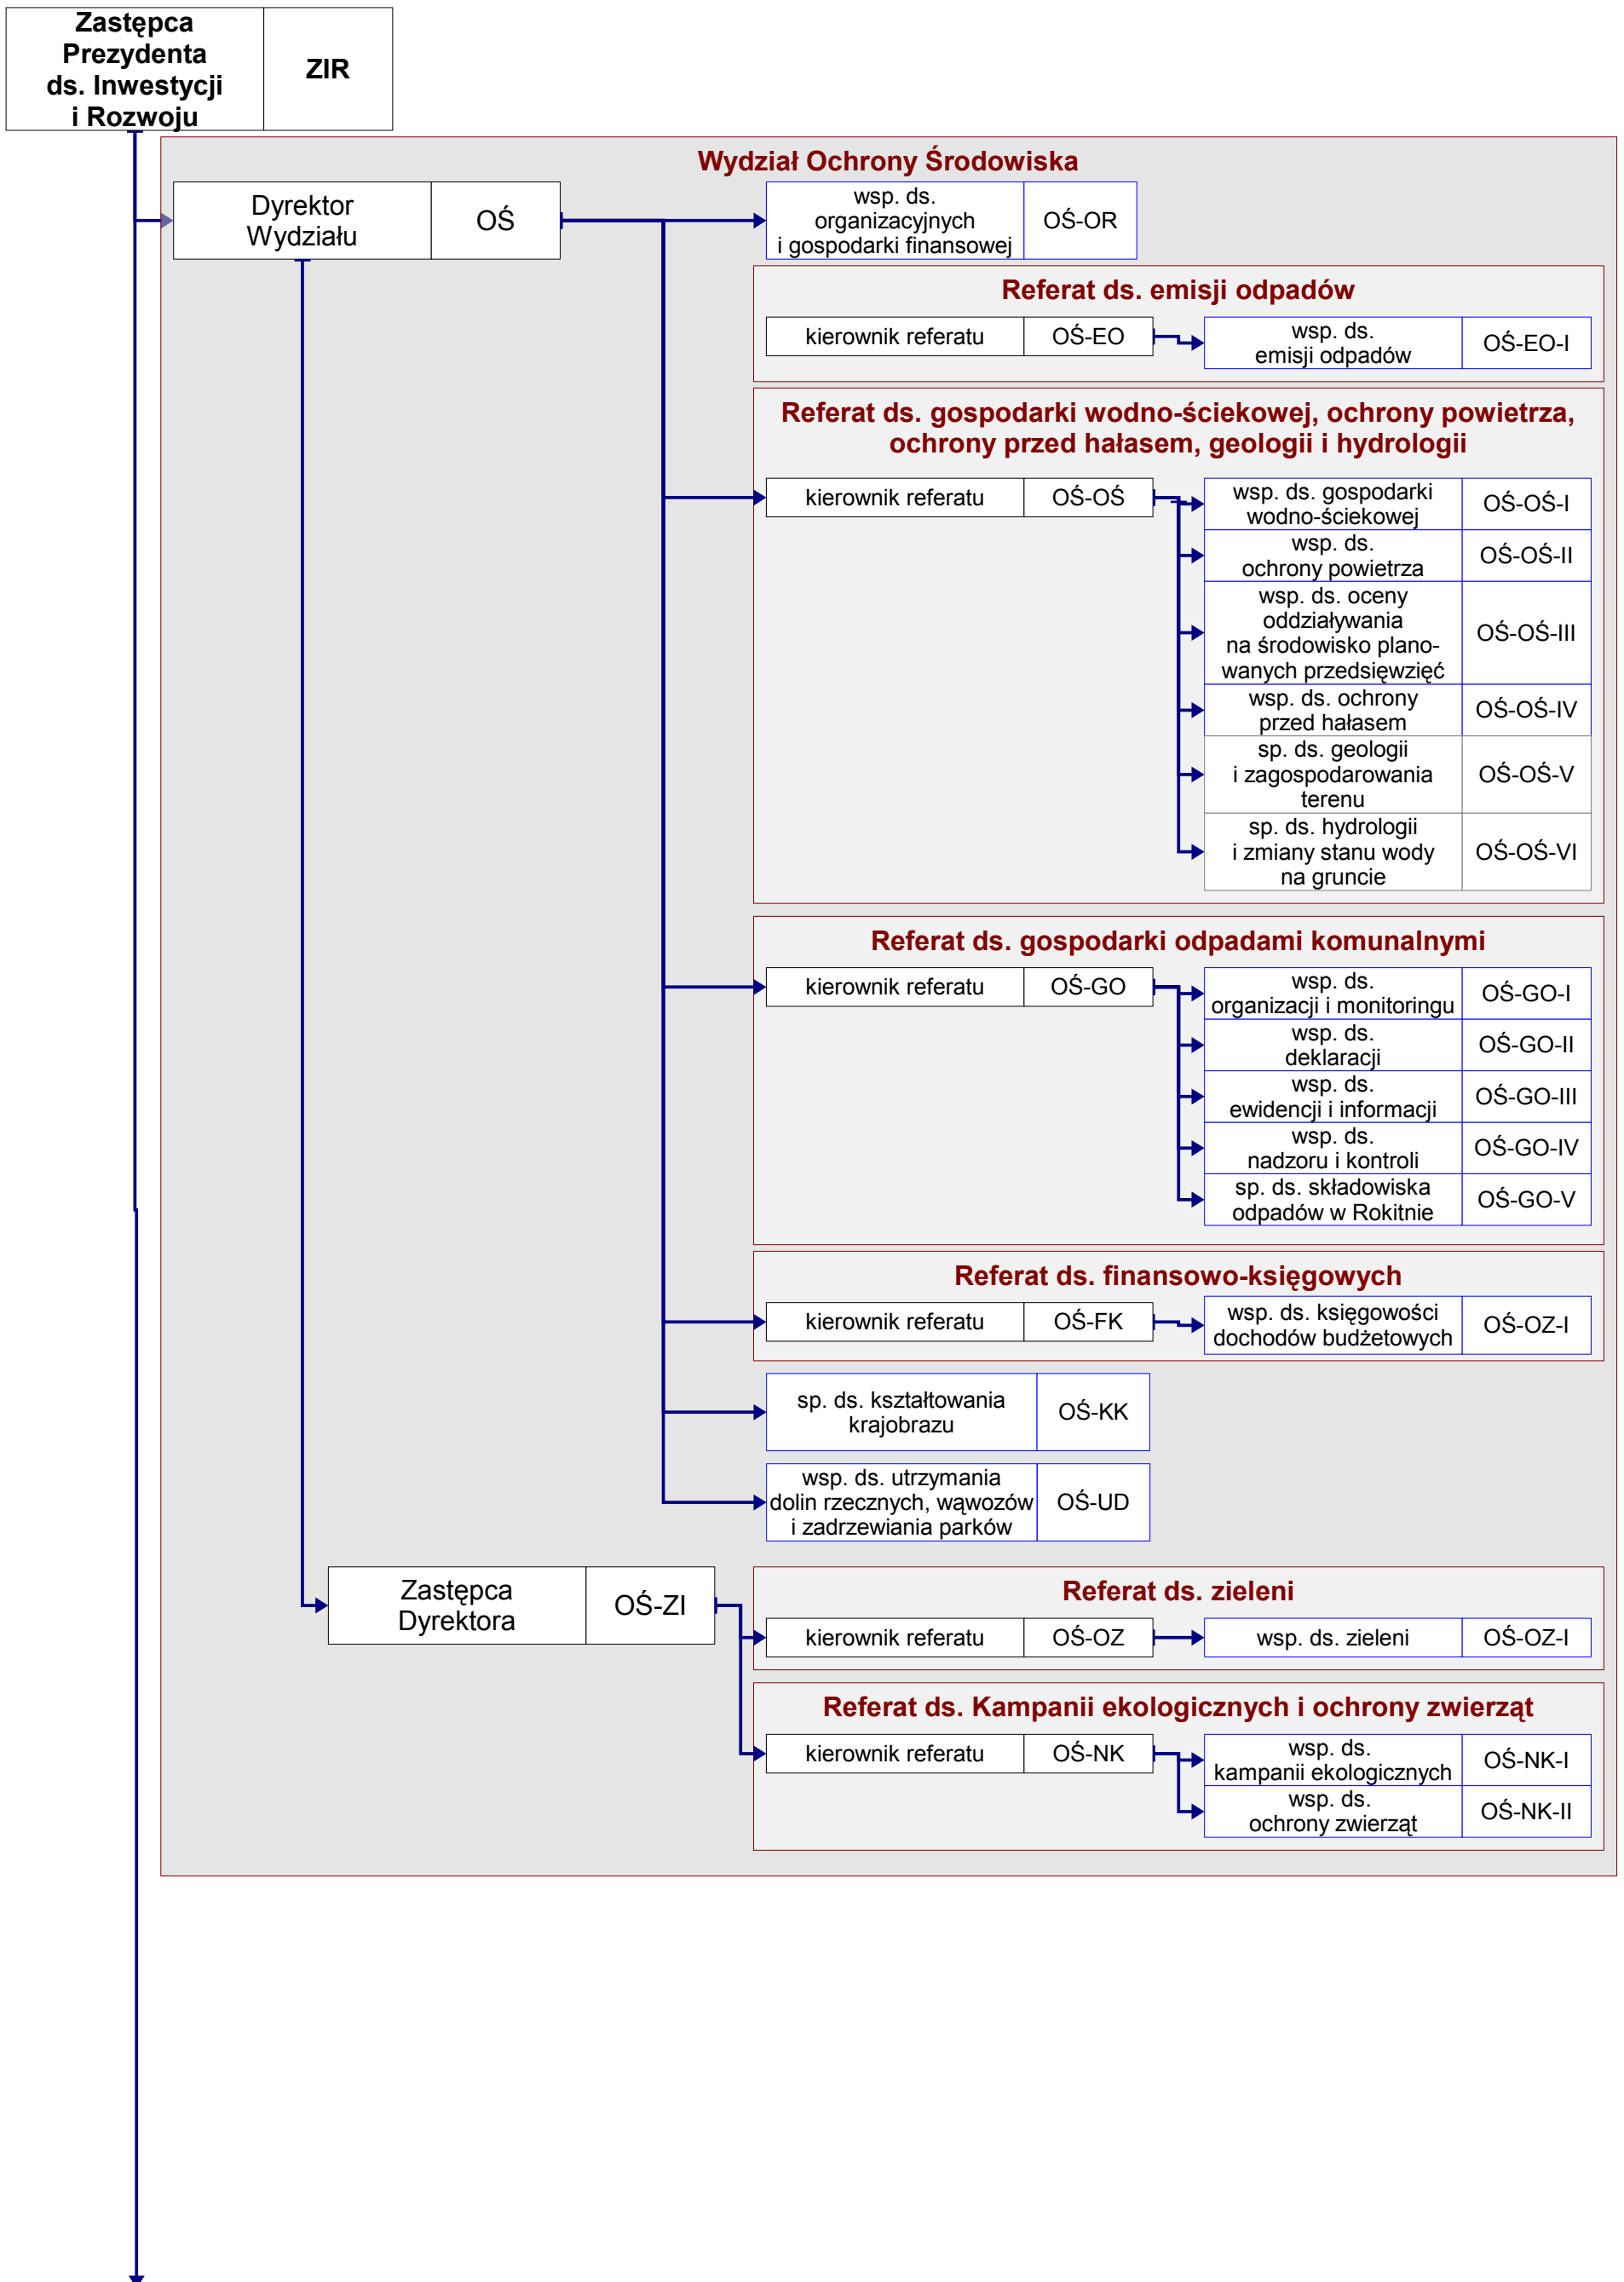 Zastępca
Prezydenta
ds. Inwestycji
i Rozwoju
ZIR
Wydział Ochrony Środowiska
Dyrektor
Wydziału
OŚ
wsp. ds.
organizacyjnych
i gospodarki finansowej
OŚ-OR
Referat ds. emisji odpadów
kierownik referatu
OŚ-EO
wsp. ds.
emisji odpadów
OŚ-EO-I
Referat ds. gospodarki wodno-ściekowej, ochrony powietrza,
ochrony przed hałasem, geologii i hydrologii
kierownik referatu
OŚ-OŚ
wsp. ds. gospodarki
wodno-ściekowej
OŚ-OŚ-I
wsp. ds.
ochrony powietrza
OŚ-OŚ-II
wsp. ds. oceny
oddziaływania
na środowisko plano-
wanych przedsięwzięć
OŚ-OŚ-III
wsp. ds. ochrony
przed hałasem
OŚ-OŚ-IV
sp. ds. geologii
i zagospodarowania
terenu
OŚ-OŚ-V
sp. ds. hydrologii
i zmiany stanu wody
na gruncie
OŚ-OŚ-VI
Referat ds. gospodarki odpadami komunalnymi
kierownik referatu
OŚ-GO
wsp. ds.
organizacji i monitoringu
OŚ-GO-I
wsp. ds.
deklaracji
OŚ-GO-II
wsp. ds.
ewidencji i informacji
OŚ-GO-III
wsp. ds.
nadzoru i kontroli
OŚ-GO-IV
sp. ds. składowiska
odpadów w Rokitnie
OŚ-GO-V
Referat ds. finansowo-księgowych
kierownik referatu
OŚ-FK
wsp. ds. księgowości
dochodów budżetowych
OŚ-OZ-I
sp. ds. kształtowania
krajobrazu
OŚ-KK
wsp. ds. utrzymania
dolin rzecznych, wąwozów
i zadrzewiania parków
OŚ-UD
Zastępca
Dyrektora
OŚ-ZI
Referat ds. zieleni
kierownik referatu
OŚ-OZ
wsp. ds. zieleni
OŚ-OZ-I
Referat ds. Kampanii ekologicznych i ochrony zwierząt
kierownik referatu
OŚ-NK
wsp. ds.
kampanii ekologicznych
OŚ-NK-I
wsp. ds.
ochrony zwierząt
OŚ-NK-II